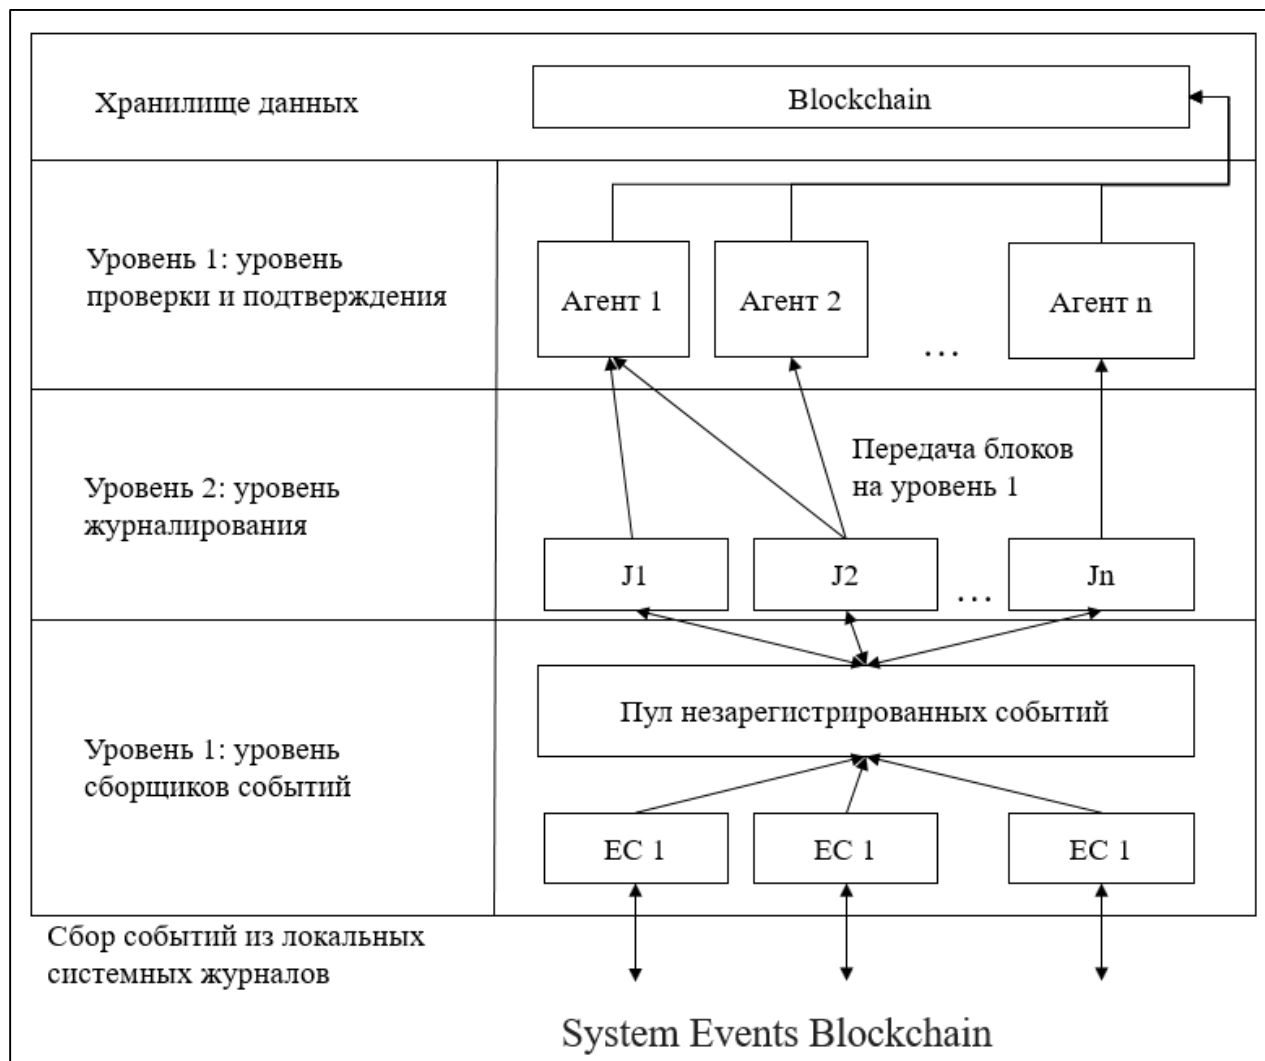 Хранилище данных
Blockchain
Уровень 1: уровень
проверки и подтверждения
Агент 1
Агент 2
...
Агент n
Уровень 2: уровень
журналирования
Передача блоков
на уровень 1
J1
J2
...
Jn
Уровень 1: уровень
сборщиков событий
Пул незарегистрированных событий
EC 1
EC 1
EC 1
Сбор событий из локальных
системных журналов
System Events Blockchain